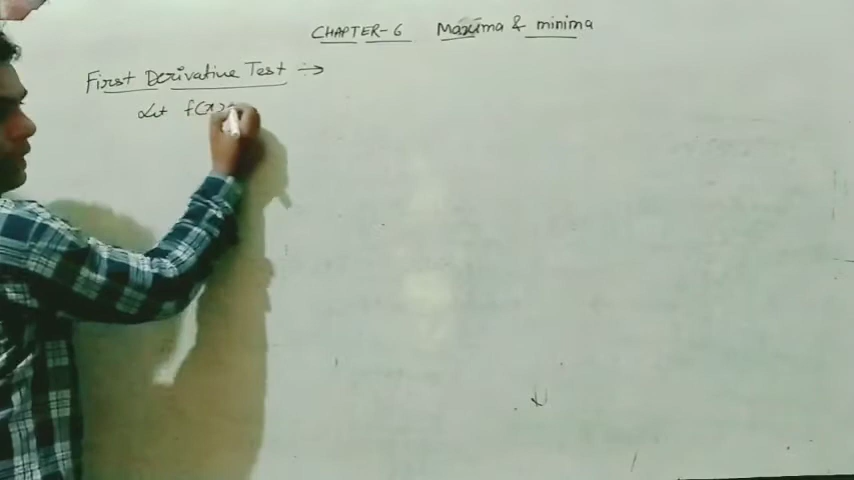 CHAPTER-6 Maxima & minima
First Derivative Test :→
Let f(x)